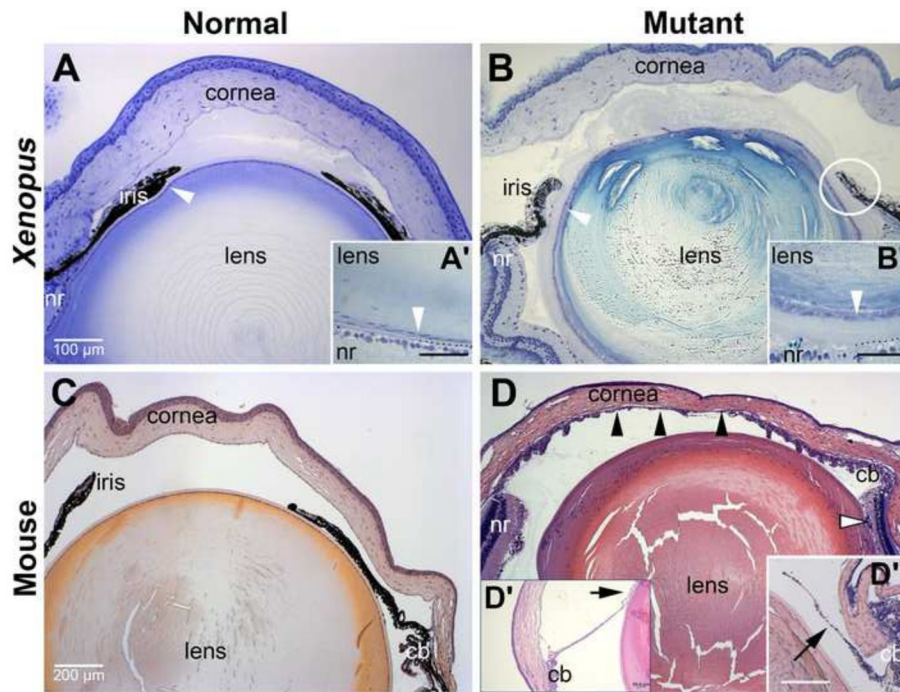 Normal
Mutant
Xenopus
Mouse
A
cornea
iris
lens
nr
100 µm
lens
A'
nr
B
cornea
iris
lens
nr
lens
B'
nr
C
cornea
iris
lens
cb
200 µm
D
cornea
cb
nr
lens
D'
cb
D'
cb